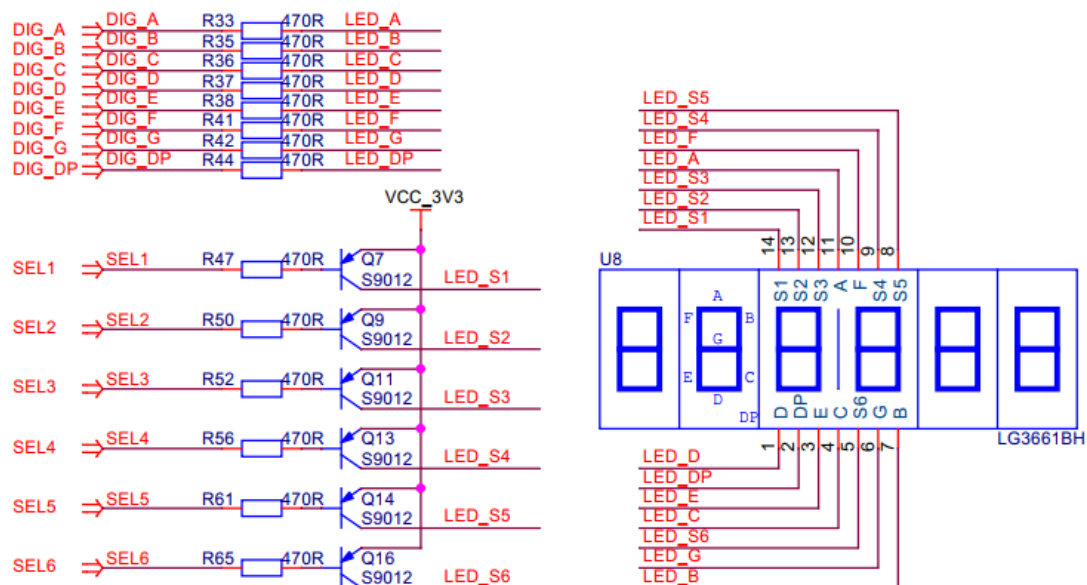 DIG_A DIG_A R33 470R LED_A
DIG_B DIG_B R35 470R LED_B
DIG_C DIG_C R36 470R LED_C
DIG_D DIG_D R37 470R LED_D
DIG_E DIG_E R38 470R LED_E
DIG_F DIG_F R41 470R LED_F
DIG_G DIG_G R42 470R LED_G
DIG_DP DIG_DP R44 470R LED_DP
VCC_3V3
SEL1 SEL1 R47 470R Q7
S9012 LED_S1
SEL2 SEL2 R50 470R Q9
S9012 LED_S2
SEL3 SEL3 R52 470R Q11
S9012 LED_S3
SEL4 SEL4 R56 470R Q13
S9012 LED_S4
SEL5 SEL5 R61 470R Q14
S9012 LED_S5
SEL6 SEL6 R65 470R Q16
S9012 LED_S6
LED_S5
LED_S4
LED_F
LED_A
LED_S3
LED_S2
LED_S1
14 13 12 11 10 9 8
U8
S1 S2 S3 A F S4 S5
A
F B
G
E C
D
DP
D DP E C S6 G B
LG3661BH
1 2 3 4 5 6 7
LED_D
LED_DP
LED_E
LED_C
LED_S6
LED_G
LED_B